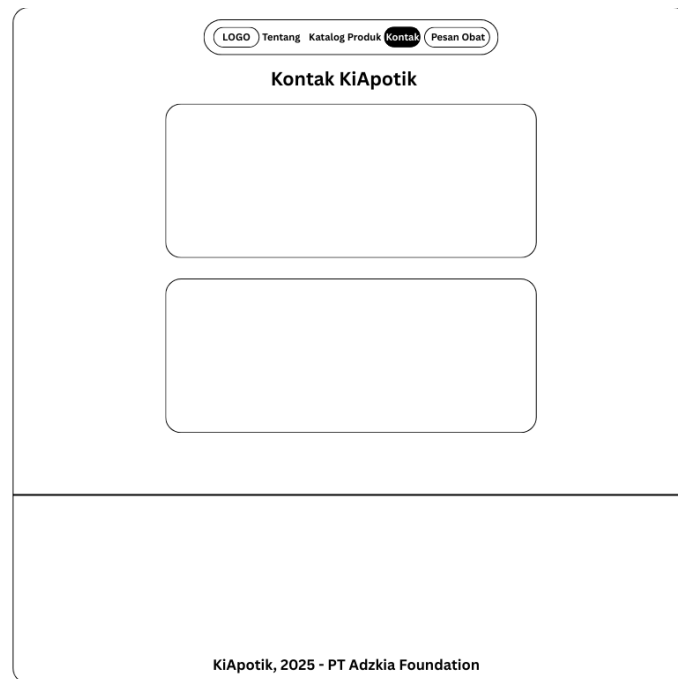 LOGO Tentang Katalog Produk Kontak Pesan Obat
Kontak KiApotik
KiApotik, 2025 - PT Adzkia Foundation